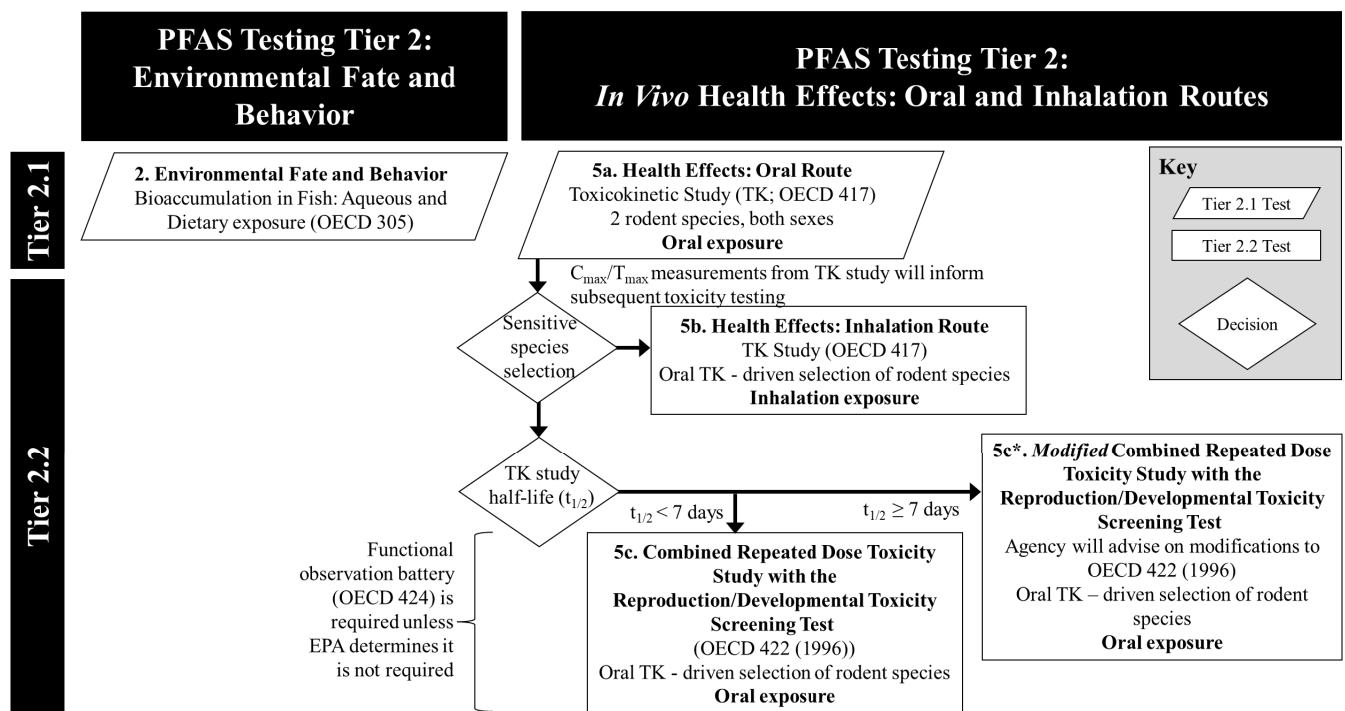 PFAS Testing Tier 2:
Environmental Fate and
Behavior
PFAS Testing Tier 2:
In Vivo Health Effects: Oral and Inhalation Routes
Tier 2.1
2. Environmental Fate and Behavior
Bioaccumulation in Fish: Aqueous and
Dietary exposure (OECD 305)
5a. Health Effects: Oral Route
Toxicokinetic Study (TK; OECD 417)
2 rodent species, both sexes
Oral exposure
Key
Tier 2.1 Test
Tier 2.2 Test
Decision
Tier 2.2
Cmax/Tmax measurements from TK study will inform
subsequent toxicity testing
Sensitive
species
selection
5b. Health Effects: Inhalation Route
TK Study (OECD 417)
Oral TK - driven selection of rodent species
Inhalation exposure
TK study
half-life (t1/2)
t1/2 < 7 days
t1/2 ≥ 7 days
5c*. Modified Combined Repeated Dose
Toxicity Study with the
Reproduction/Developmental Toxicity
Screening Test
Agency will advise on modifications to
OECD 422 (1996)
Oral TK – driven selection of rodent
species
Oral exposure
Functional
observation battery
(OECD 424) is
required unless
EPA determines it
is not required
5c. Combined Repeated Dose Toxicity
Study with the
Reproduction/Developmental Toxicity
Screening Test
(OECD 422 (1996))
Oral TK - driven selection of rodent species
Oral exposure